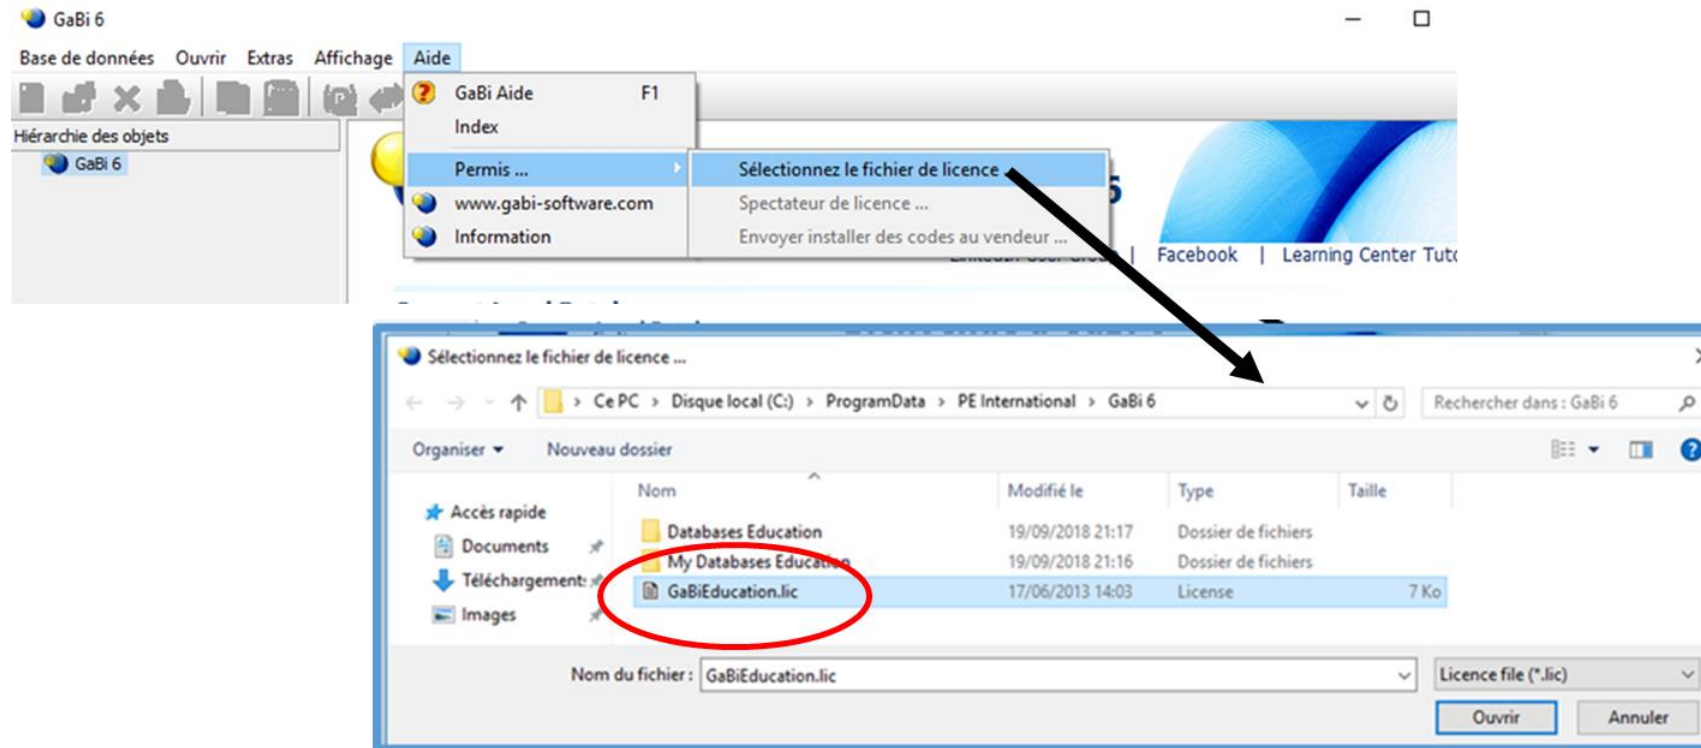 GaBi 6
Base de données Ouvrir Extras Affichage Aide
GaBi Aide F1
Index
Hiérarchie des objets
GaBi 6
Permis ...
Sélectionnez le fichier de licence
www.gabi-software.com
Spectateur de licence ...
Information
Envoyer installer des codes au vendeur ...
Facebook | Learning Center Tuto
Sélectionnez le fichier de licence ...
Ce PC > Disque local (C:) > ProgramData > PE International > GaBi 6
Rechercher dans : GaBi 6
Organiser Nouveau dossier
Nom Modifié le Type Taille
Accès rapide
Documents
Téléchargement:
Images
Databases Education 19/09/2018 21:17 Dossier de fichiers
My Databases Education 19/09/2018 21:16 Dossier de fichiers
GaBiEducation.lic 17/06/2013 14:03 License 7 Ko
Nom du fichier : GaBiEducation.lic
Licence file (*.lic)
Ouvrir Annuler